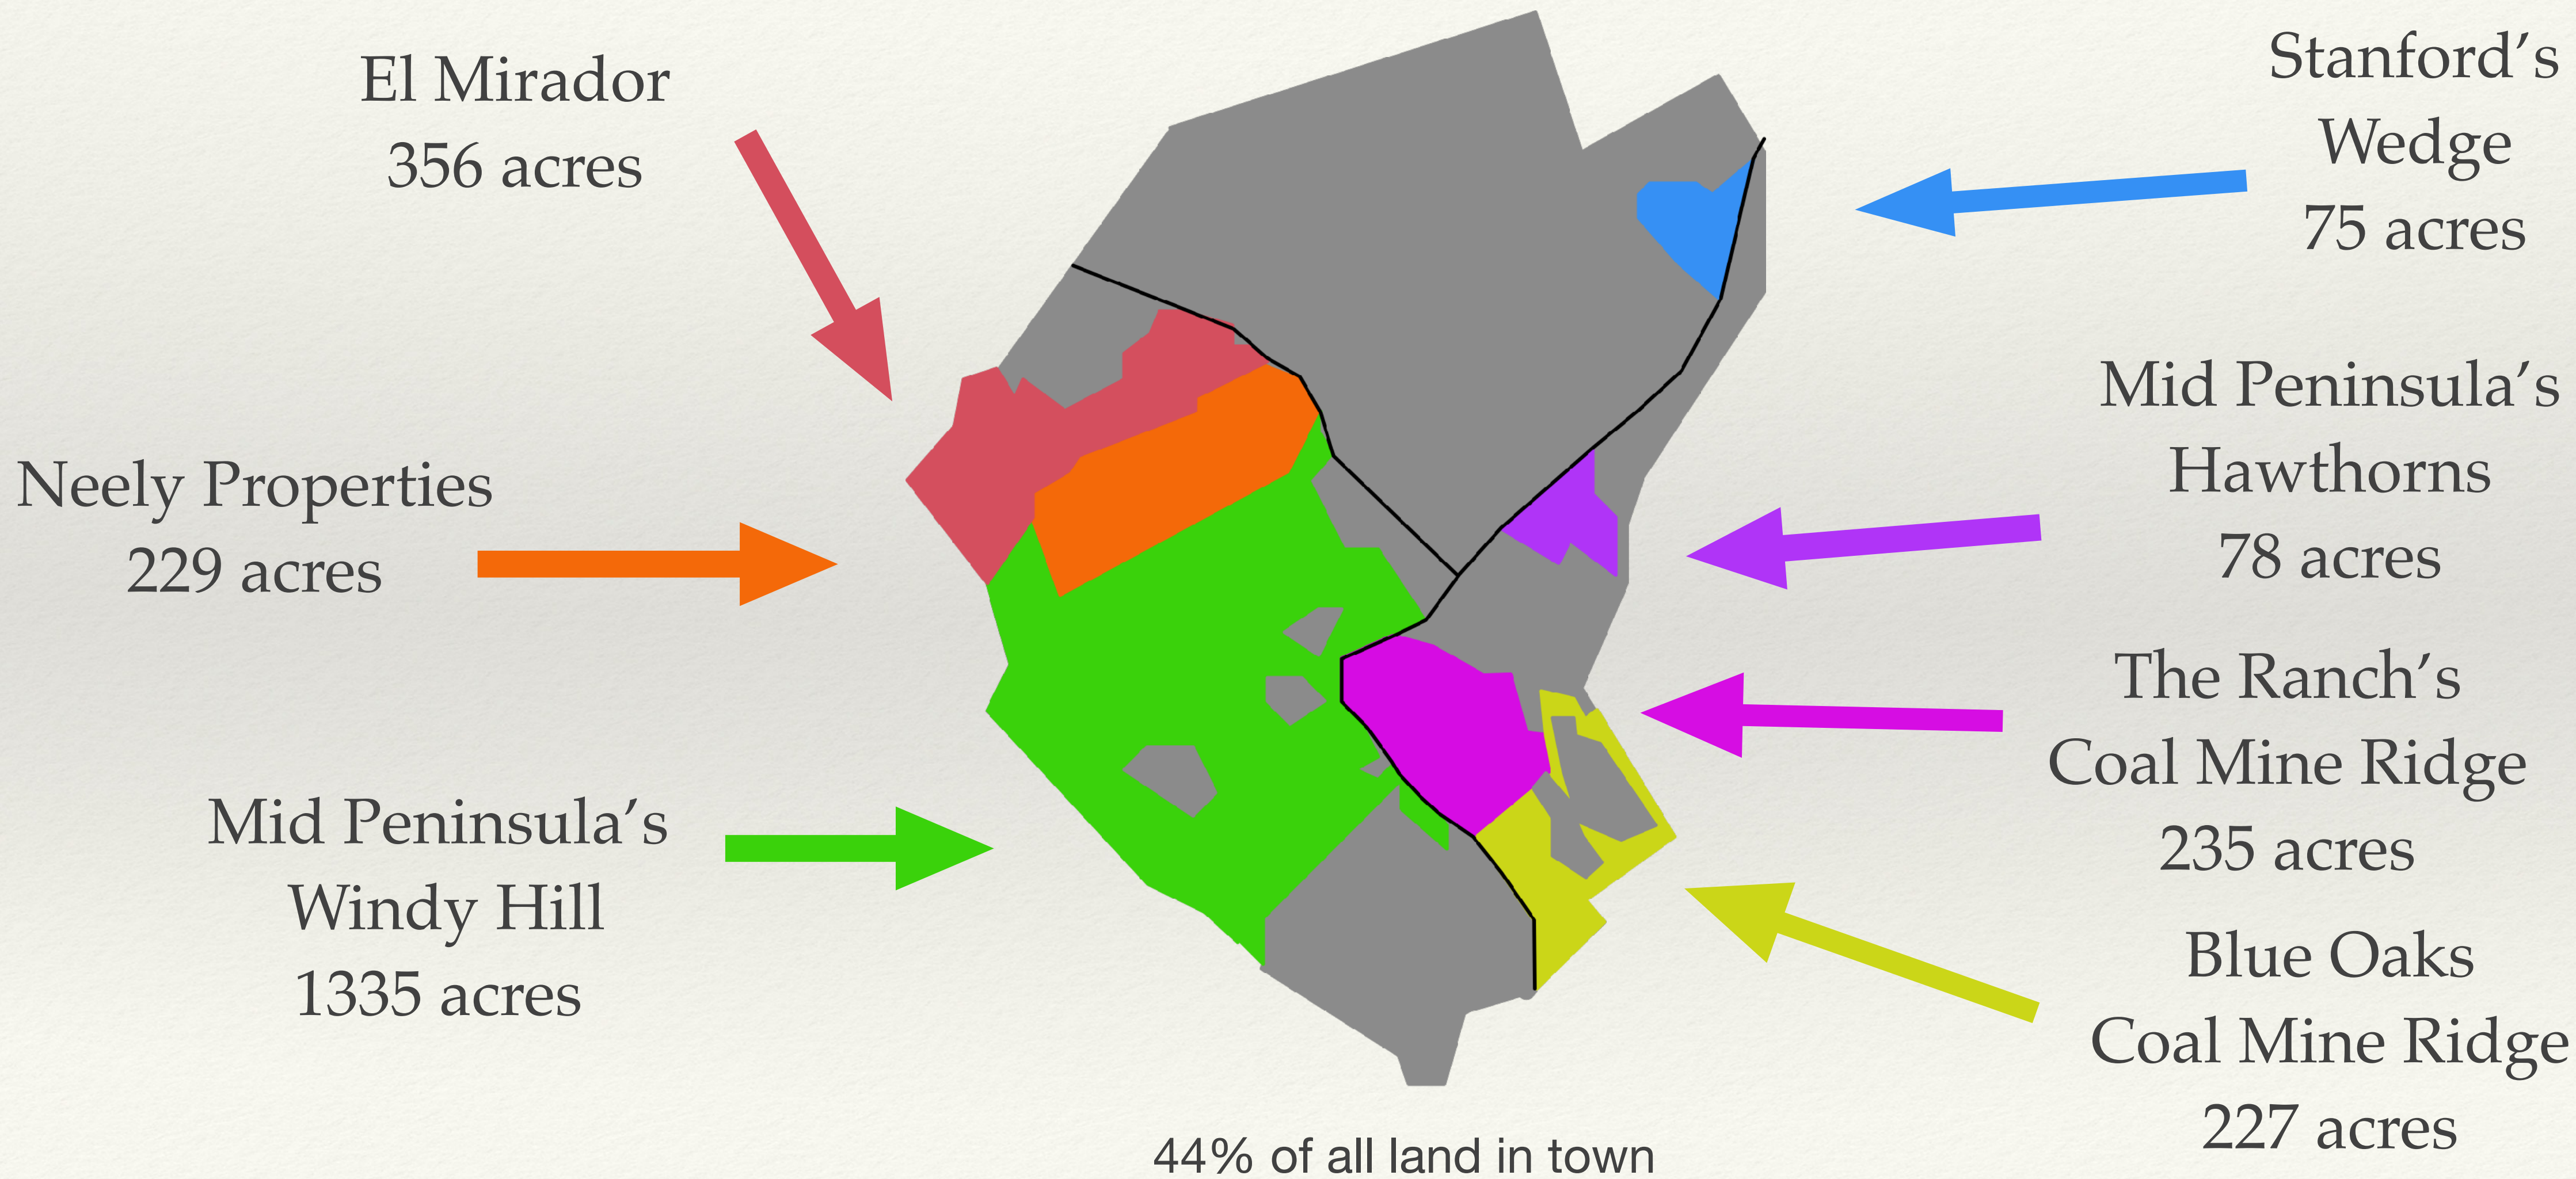 El Mirador
356 acres
Neely Properties
229 acres
Mid Peninsula’s
Windy Hill
1335 acres
Stanford’s
Wedge
75 acres
Mid Peninsula’s
Hawthorns
78 acres
The Ranch’s
Coal Mine Ridge
235 acres
Blue Oaks
Coal Mine Ridge
227 acres
44% of all land in town